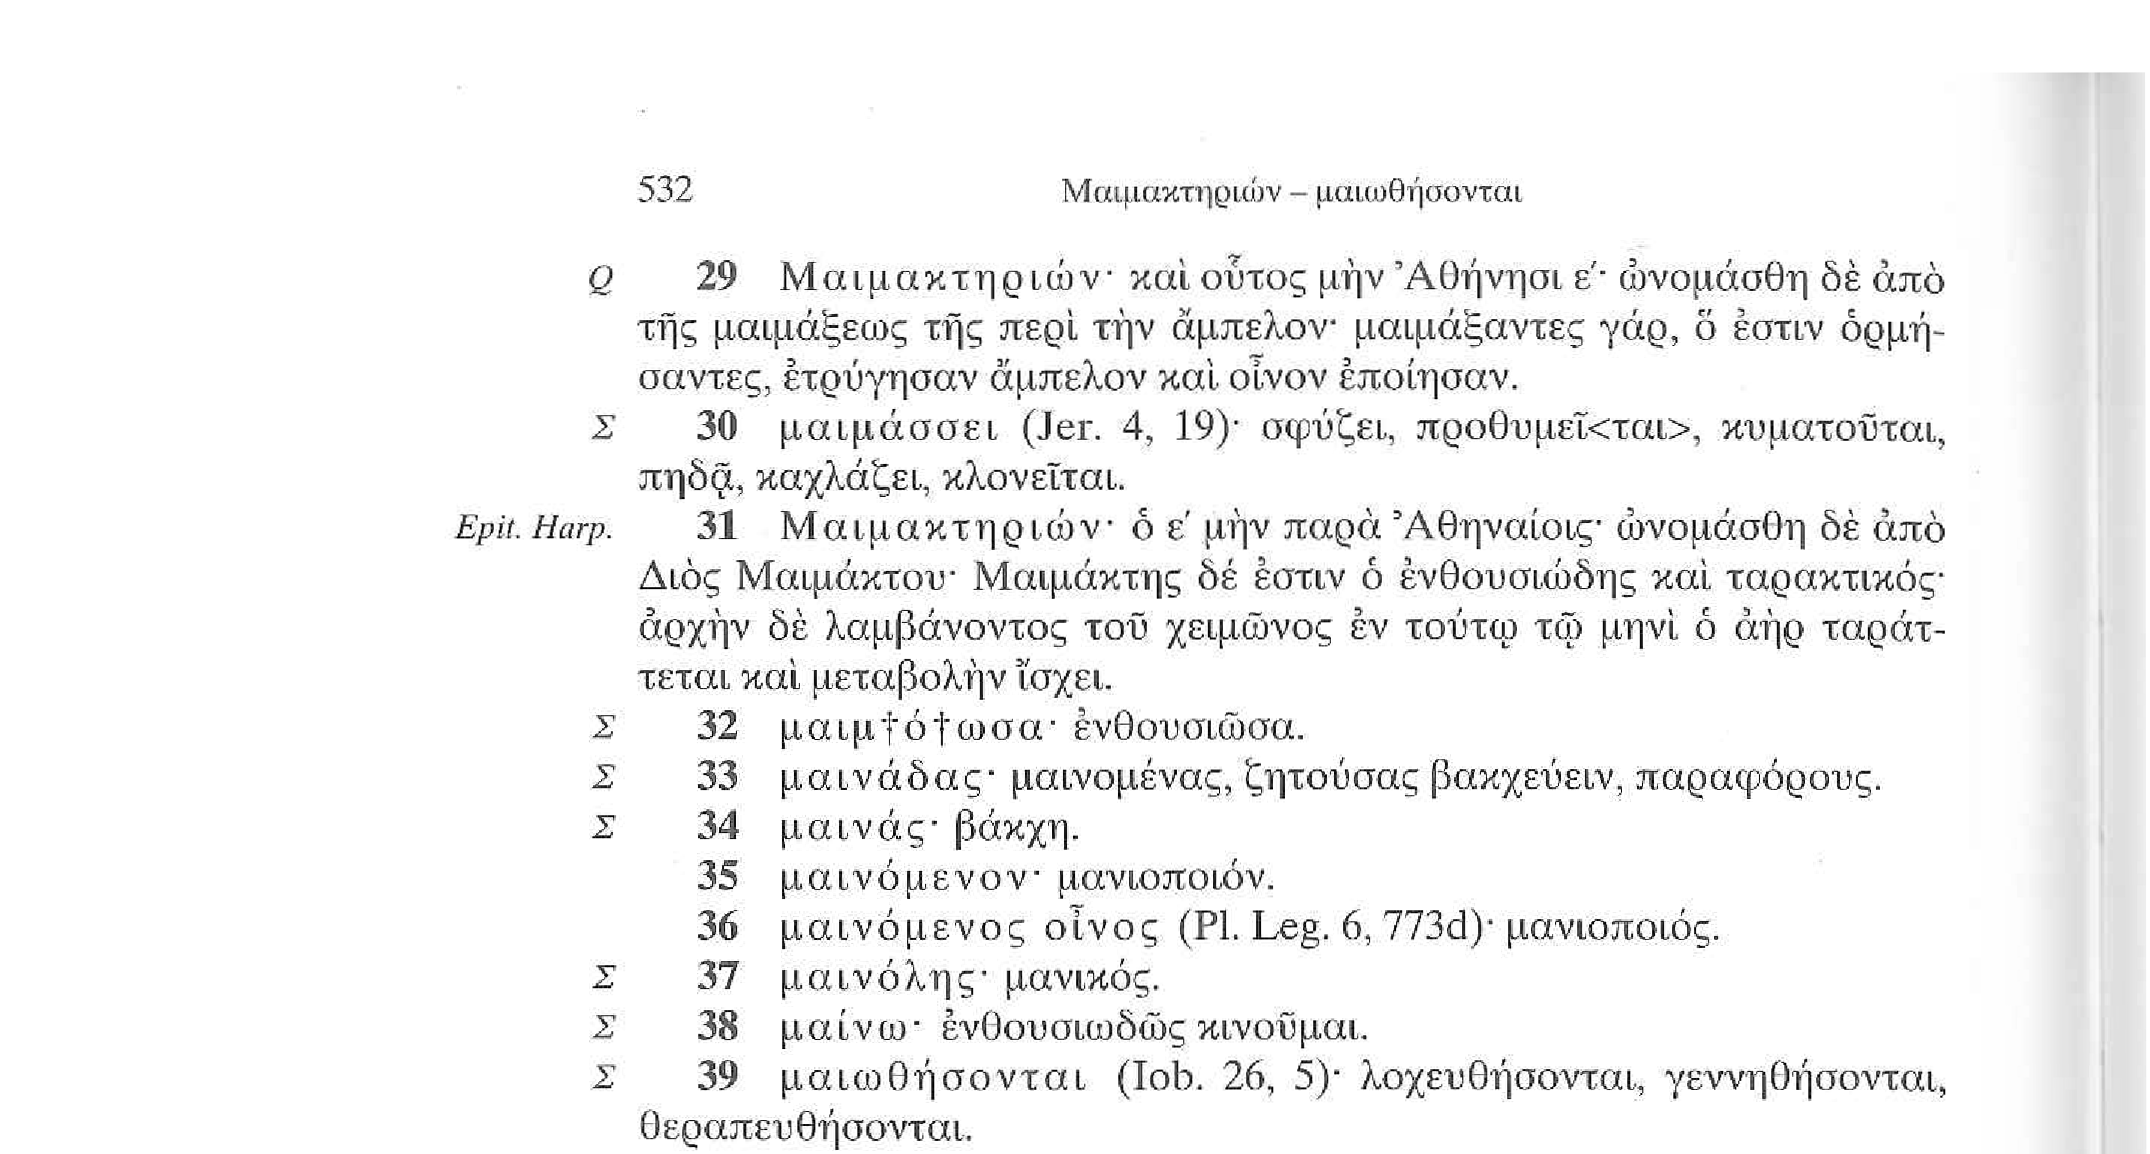 532 Μαιμακτηριών – μαιωθήσονται
Q 29 Μαιμακτηριών· καὶ οὗτος μὴν Ἀθήνησι ε΄· ὠνομάσθη δὲ ἀπὸ
τῆς μαιμάξεως τῆς περὶ τὴν ἄμπελον· μαιμάξαντες γάρ, ὅ ἐστιν ὁρμή-
σαντες, ἐτρύγησαν ἄμπελον καὶ οἶνον ἐποίησαν.
Σ 30 μαιμάσσει (Jer. 4, 19)· σφύζει, προθυμεῖ<ται>, κυματοῦται,
πηδᾷ, καχλάζει, κλονεῖται.
Epit. Harp. 31 Μαιμακτηριών· ὁ ε΄ μὴν παρὰ Ἀθηναίοις· ὠνομάσθη δὲ ἀπὸ
Διὸς Μαιμάκτου· Μαιμάκτης δέ ἐστιν ὁ ἐνθουσιώδης καὶ ταρακτικός·
ἀρχὴν δὲ λαμβάνοντος τοῦ χειμῶνος ἐν τούτῳ τῷ μηνὶ ὁ ἀὴρ ταράτ-
τεται καὶ μεταβολὴν ἴσχει.
Σ 32 μαιμ†ό†ωσα· ἐνθουσιῶσα.
Σ 33 μαινάδας· μαινομένας, ζητούσας βακχεύειν, παραφόρους.
Σ 34 μαινάς· βάκχη.
35 μαινόμενον· μανιοποιόν.
36 μαινόμενος οἶνος (Pl. Leg. 6, 773d)· μανιοποιός.
Σ 37 μαινόλης· μανικός.
Σ 38 μαίνω· ἐνθουσιωδῶς κινοῦμαι.
Σ 39 μαιωθήσονται (Iob. 26, 5)· λοχευθήσονται, γεννηθήσονται,
θεραπευθήσονται.